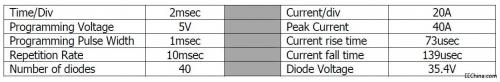 Time/Div 2msec Current/div 20A
Programming Voltage 5V Peak Current 40A
Programming Pulse Width 1msec Current rise time 73usec
Repetition Rate 10msec Current fall time 139usec
Number of diodes 40 Diode Voltage 35.4V
EEChina.com